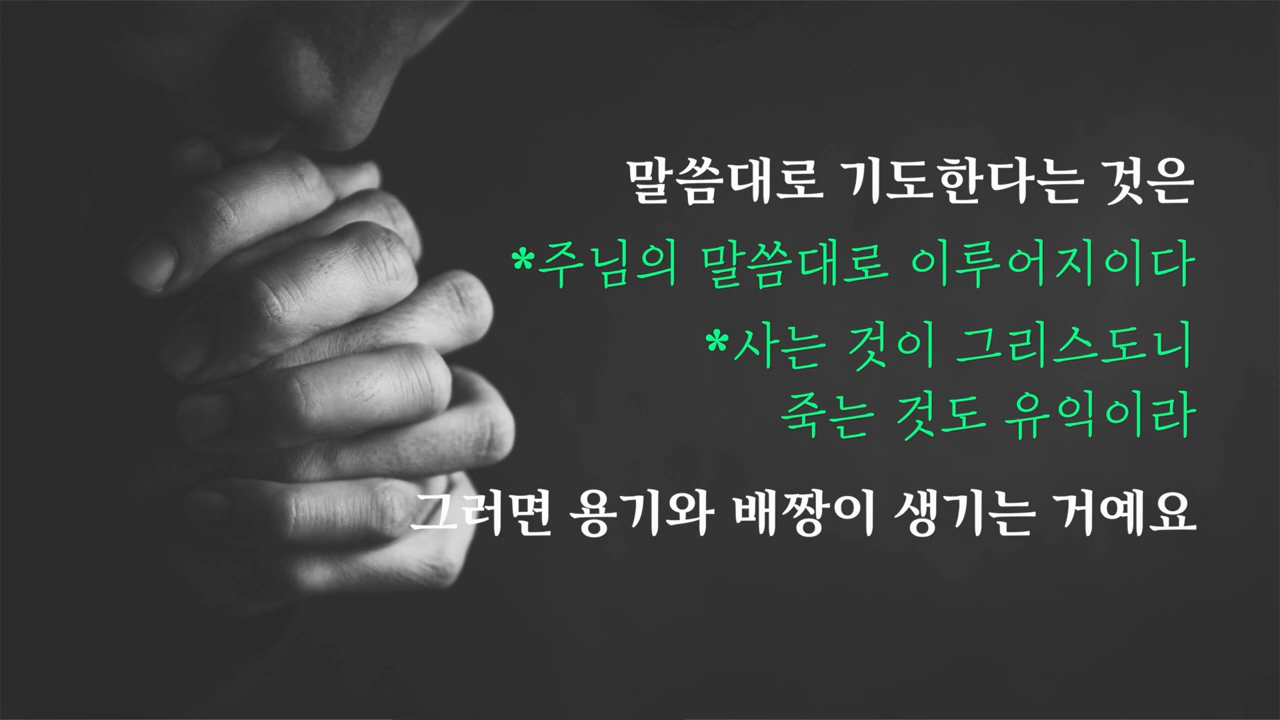 말씀대로 기도한다는 것은
*주님의 말씀대로 이루어지이다
*사는 것이 그리스도니
죽는 것도 유익이라
그러면 용기와 배짱이 생기는 거예요